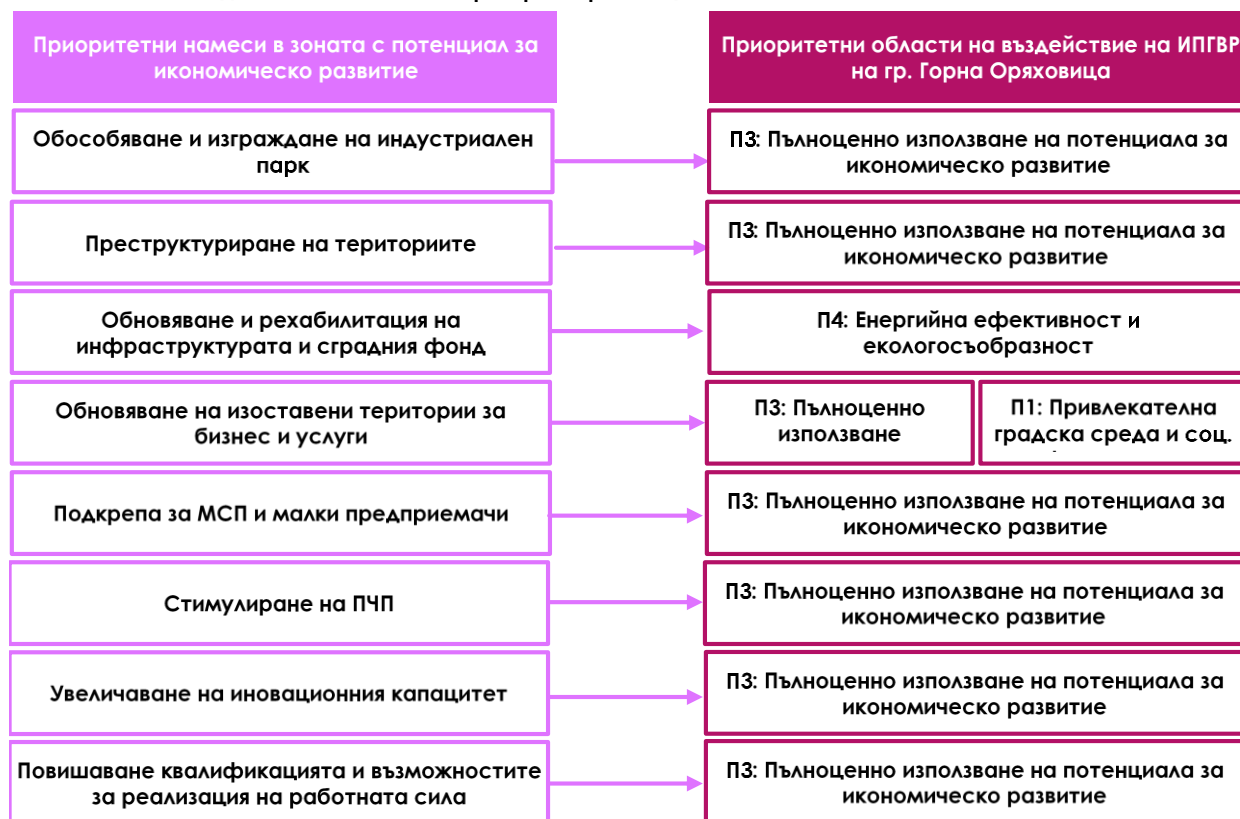 Приоритетни намеси в зоната с потенциал за
икономическо развитие
Приоритетни области на въздействие на ИПГВР
на гр. Горна Оряховица
Обособяване и изграждане на индустриален
парк
П3: Пълноценно използване на потенциала за
икономическо развитие
Преструктуриране на териториите
П3: Пълноценно използване на потенциала за
икономическо развитие
Обновяване и рехабилитация на
инфраструктурата и сградния фонд
П4: Енергийна ефективност и
екологосъобразност
Обновяване на изоставени територии за
бизнес и услуги
П3: Пълноценно
използване
П1: Привлекателна
градска среда и соц.
Подкрепа за МСП и малки предприемачи
П3: Пълноценно използване на потенциала за
икономическо развитие
Стимулиране на ПЧП
П3: Пълноценно използване на потенциала за
икономическо развитие
Увеличаване на иновационния капацитет
П3: Пълноценно използване на потенциала за
икономическо развитие
Повишаване квалификацията и възможностите
за реализация на работната сила
П3: Пълноценно използване на потенциала за
икономическо развитие